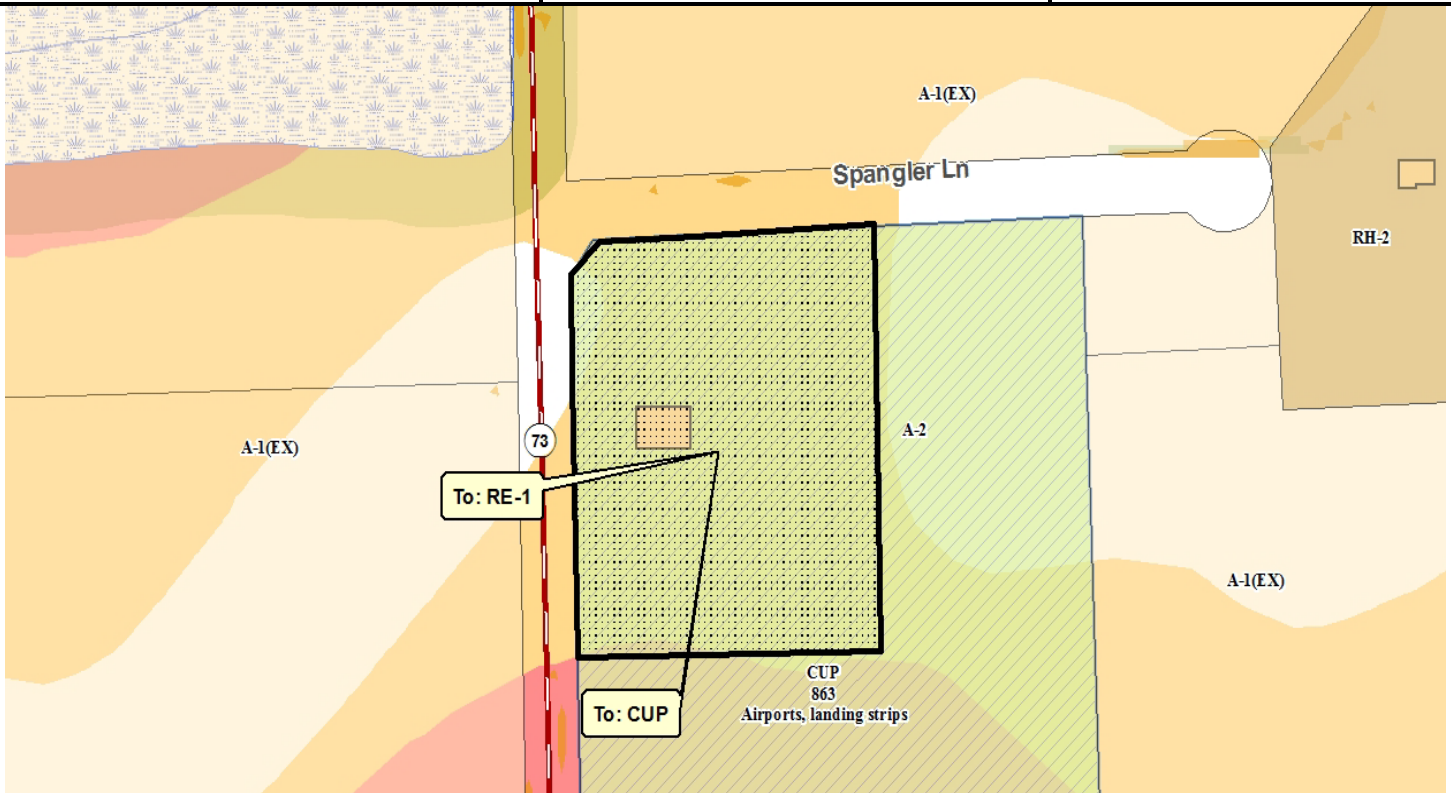 A-1(EX)
Spangler Ln
RH-2
A-2
A-1(EX)
73
To: RE-1
A-1(EX)
CUP
863
Airports, landing strips
To: CUP